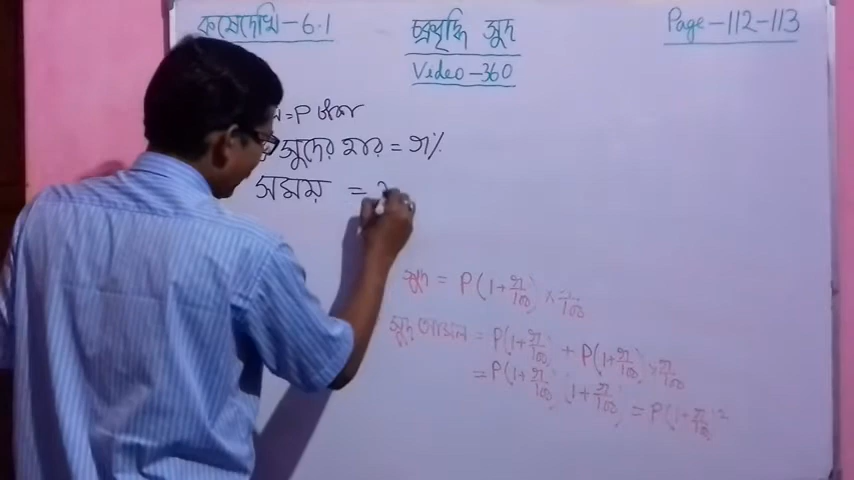 কষেদেখি-6.1
চক্রবৃদ্ধি সুদ
Video-360
Page-112-113
= P টাকা
সুদের হার = r%
সময় =
সুদ = P(1+r/100) × r/100
সুদ আসল = P(1+r/100) + P(1+r/100) × r/100
= P(1+r/100) (1+r/100) = P(1+r/100)²